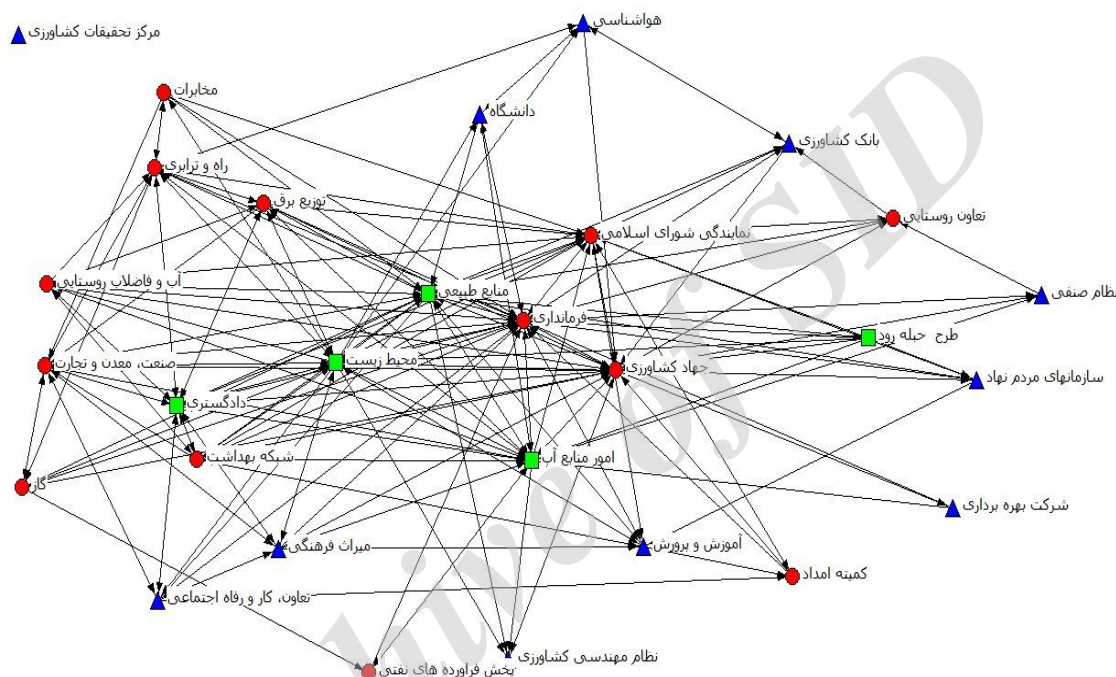 هواشناسی
مرکز تحقیقات کشاورزی
مخابرات
دانشگاه
بانک کشاورزی
راه و ترابری
توزیع برق
تعاون روستایی
نمایندگی شورای اسلامی
آب و فاضلاب روستایی
منابع طبیعی
نظام صنفی
فرمانداری
طرح حبله رود
محیط زیست
صنعت، معدن و تجارت
جهاد کشاورزی
سازمانهای مردم نهاد
دادگستری
شبکه بهداشت
امور منابع آب
گاز
شرکت بهره برداری
آموزش و پرورش
میراث فرهنگی
کمیته امداد
تعاون، کار و رفاه اجتماعی
نظام مهندسی کشاورزی
پخش فراورده های نفتی
hive of SID